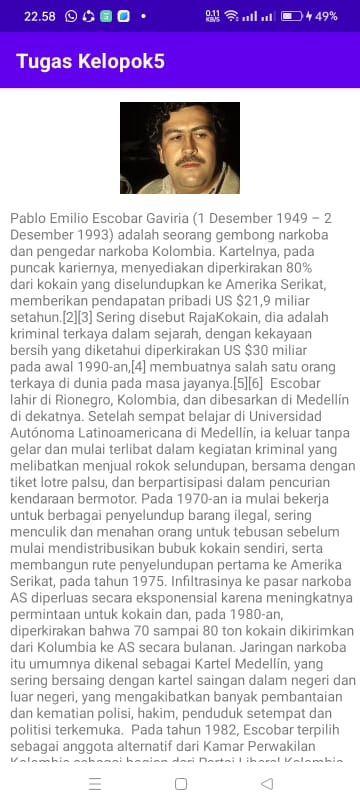 22.58
0.11
KB/S
49%
Tugas Kelopok5
Pablo Emilio Escobar Gaviria (1 Desember 1949 – 2
Desember 1993) adalah seorang gembong narkoba
dan pengedar narkoba Kolombia. Kartelnya, pada
puncak kariernya, menyediakan diperkirakan 80%
dari kokain yang diselundupkan ke Amerika Serikat,
memberikan pendapatan pribadi US $21,9 miliar
setahun.[2][3] Sering disebut RajaKokain, dia adalah
kriminal terkaya dalam sejarah, dengan kekayaan
bersih yang diketahui diperkirakan US $30 miliar
pada awal 1990-an,[4] membuatnya salah satu orang
terkaya di dunia pada masa jayanya.[5][6]  Escobar
lahir di Rionegro, Kolombia, dan dibesarkan di Medellín
di dekatnya. Setelah sempat belajar di Universidad
Autónoma Latinoamericana di Medellín, ia keluar tanpa
gelar dan mulai terlibat dalam kegiatan kriminal yang
melibatkan menjual rokok selundupan, bersama dengan
tiket lotre palsu, dan berpartisipasi dalam pencurian
kendaraan bermotor. Pada 1970-an ia mulai bekerja
untuk berbagai penyelundup barang ilegal, sering
menculik dan menahan orang untuk tebusan sebelum
mulai mendistribusikan bubuk kokain sendiri, serta
membangun rute penyelundupan pertama ke Amerika
Serikat, pada tahun 1975. Infiltrasinya ke pasar narkoba
AS diperluas secara eksponensial karena meningkatnya
permintaan untuk kokain dan, pada 1980-an,
diperkirakan bahwa 70 sampai 80 ton kokain dikirimkan
dari Kolumbia ke AS secara bulanan. Jaringan narkoba
itu umumnya dikenal sebagai Kartel Medellín, yang
sering bersaing dengan kartel saingan dalam negeri dan
luar negeri, yang mengakibatkan banyak pembantaian
dan kematian polisi, hakim, penduduk setempat dan
politisi terkemuka.  Pada tahun 1982, Escobar terpilih
sebagai anggota alternatif dari Kamar Perwakilan
Kolombia sebagai bagian dari Partai Liberal Kolombia